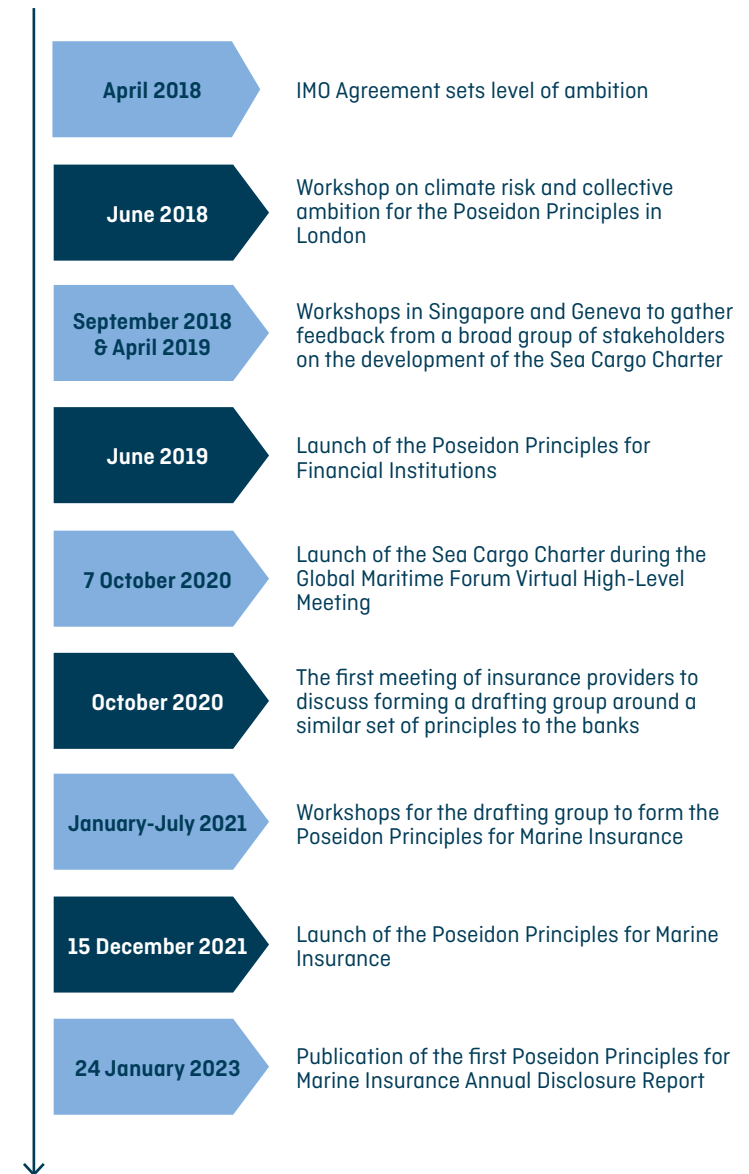 April 2018
IMO Agreement sets level of ambition
June 2018
Workshop on climate risk and collective
ambition for the Poseidon Principles in
London
September 2018
& April 2019
Workshops in Singapore and Geneva to gather
feedback from a broad group of stakeholders
on the development of the Sea Cargo Charter
June 2019
Launch of the Poseidon Principles for
Financial Institutions
7 October 2020
Launch of the Sea Cargo Charter during the
Global Maritime Forum Virtual High-Level
Meeting
October 2020
The first meeting of insurance providers to
discuss forming a drafting group around a
similar set of principles to the banks
January-July 2021
Workshops for the drafting group to form the
Poseidon Principles for Marine Insurance
15 December 2021
Launch of the Poseidon Principles for Marine
Insurance
24 January 2023
Publication of the first Poseidon Principles for
Marine Insurance Annual Disclosure Report